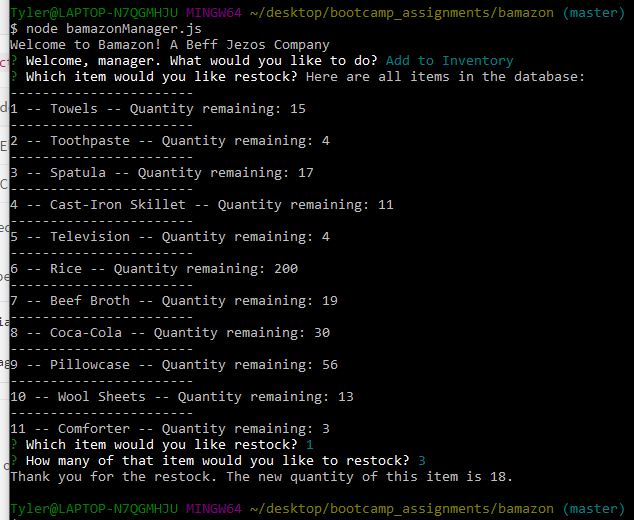 Tyler@LAPTOP-N7QGMHJU MINGW64 ~/desktop/bootcamp_assignments/bamazon (master)
$ node bamazonManager.js
Welcome to Bamazon! A Beff Jezos Company
? Welcome, manager. What would you like to do? Add to Inventory
? Which item would you like restock? Here are all items in the database:
-----------------------
1 -- Towels -- Quantity remaining: 15
-----------------------
2 -- Toothpaste -- Quantity remaining: 4
-----------------------
3 -- Spatula -- Quantity remaining: 17
-----------------------
4 -- Cast-Iron Skillet -- Quantity remaining: 11
-----------------------
5 -- Television -- Quantity remaining: 4
-----------------------
6 -- Rice -- Quantity remaining: 200
-----------------------
7 -- Beef Broth -- Quantity remaining: 19
-----------------------
8 -- Coca-Cola -- Quantity remaining: 30
-----------------------
9 -- Pillowcase -- Quantity remaining: 56
-----------------------
10 -- Wool Sheets -- Quantity remaining: 13
-----------------------
11 -- Comforter -- Quantity remaining: 3
? Which item would you like restock? 1
? How many of that item would you like to restock? 3
Thank you for the restock. The new quantity of this item is 18.
Tyler@LAPTOP-N7QGMHJU MINGW64 ~/desktop/bootcamp_assignments/bamazon (master)